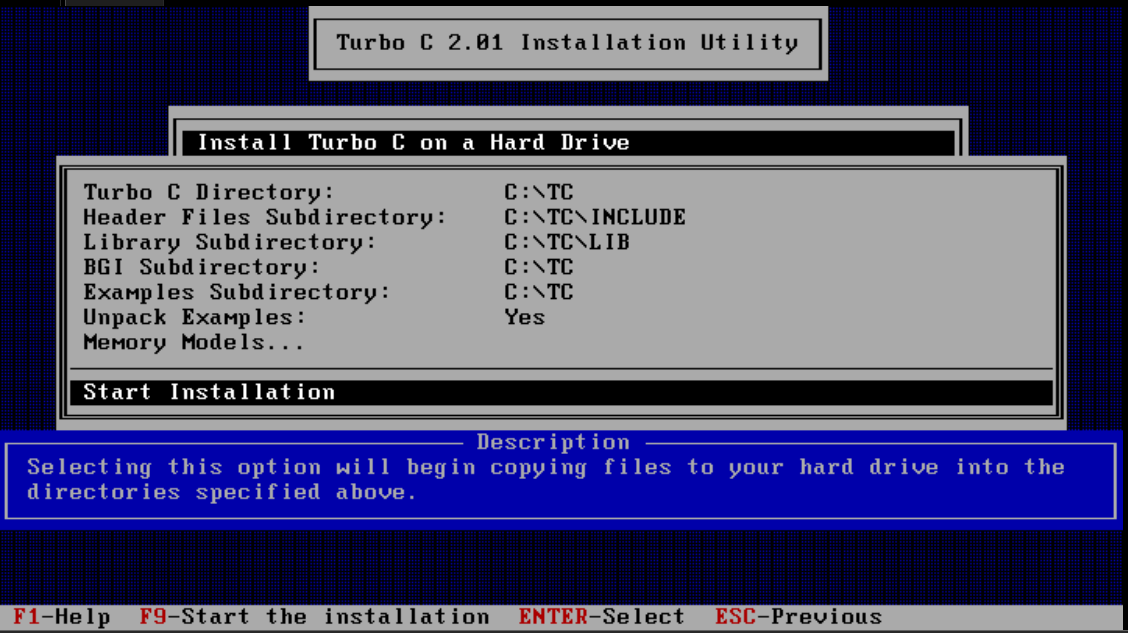 Turbo C 2.01 Installation Utility
Install Turbo C on a Hard Drive
Turbo C Directory: C:\TC
Header Files Subdirectory: C:\TC\INCLUDE
Library Subdirectory: C:\TC\LIB
BGI Subdirectory: C:\TC
Examples Subdirectory: C:\TC
Unpack Examples: Yes
Memory Models...
Start Installation
Description
Selecting this option will begin copying files to your hard drive into the
directories specified above.
F1-Help F9-Start the installation ENTER-Select ESC-Previous